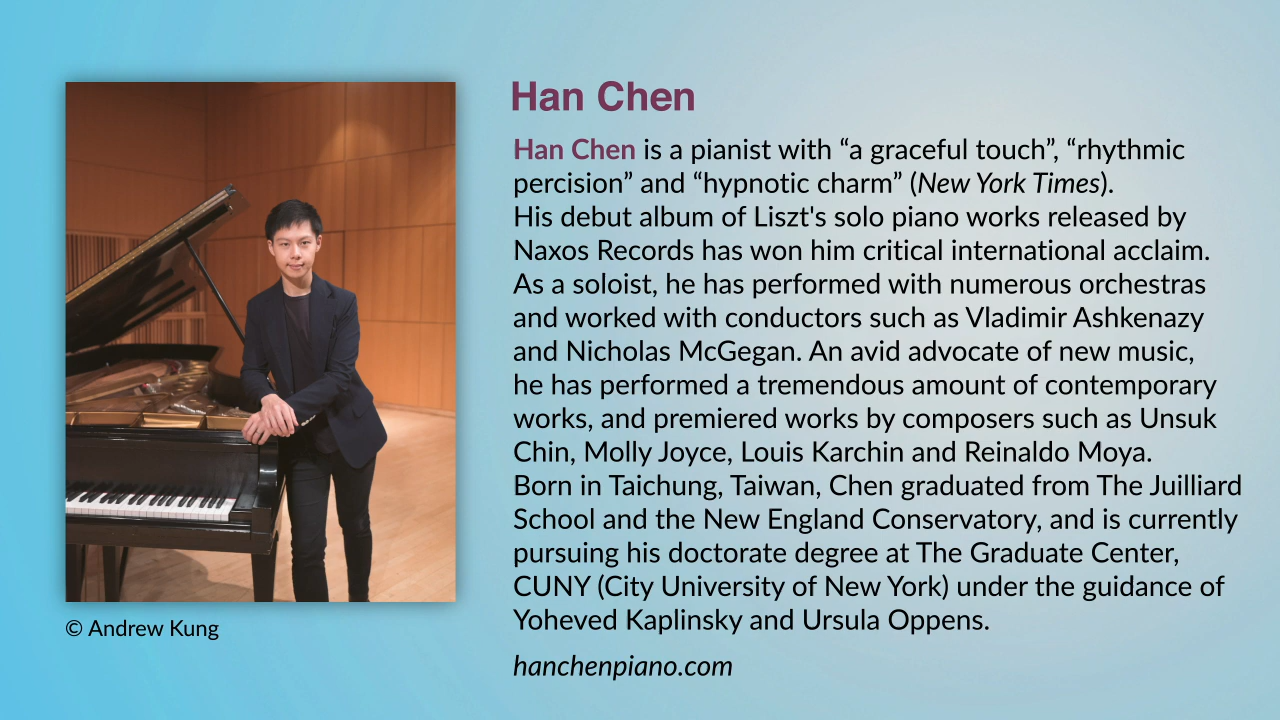 Han Chen
Han Chen is a pianist with “a graceful touch”, “rhythmic
percision” and “hypnotic charm” (New York Times).
His debut album of Liszt's solo piano works released by
Naxos Records has won him critical international acclaim.
As a soloist, he has performed with numerous orchestras
and worked with conductors such as Vladimir Ashkenazy
and Nicholas McGegan. An avid advocate of new music,
he has performed a tremendous amount of contemporary
works, and premiered works by composers such as Unsuk
Chin, Molly Joyce, Louis Karchin and Reinaldo Moya.
Born in Taichung, Taiwan, Chen graduated from The Juilliard
School and the New England Conservatory, and is currently
pursuing his doctorate degree at The Graduate Center,
CUNY (City University of New York) under the guidance of
Yoheved Kaplinsky and Ursula Oppens.
hanchenpiano.com
© Andrew Kung